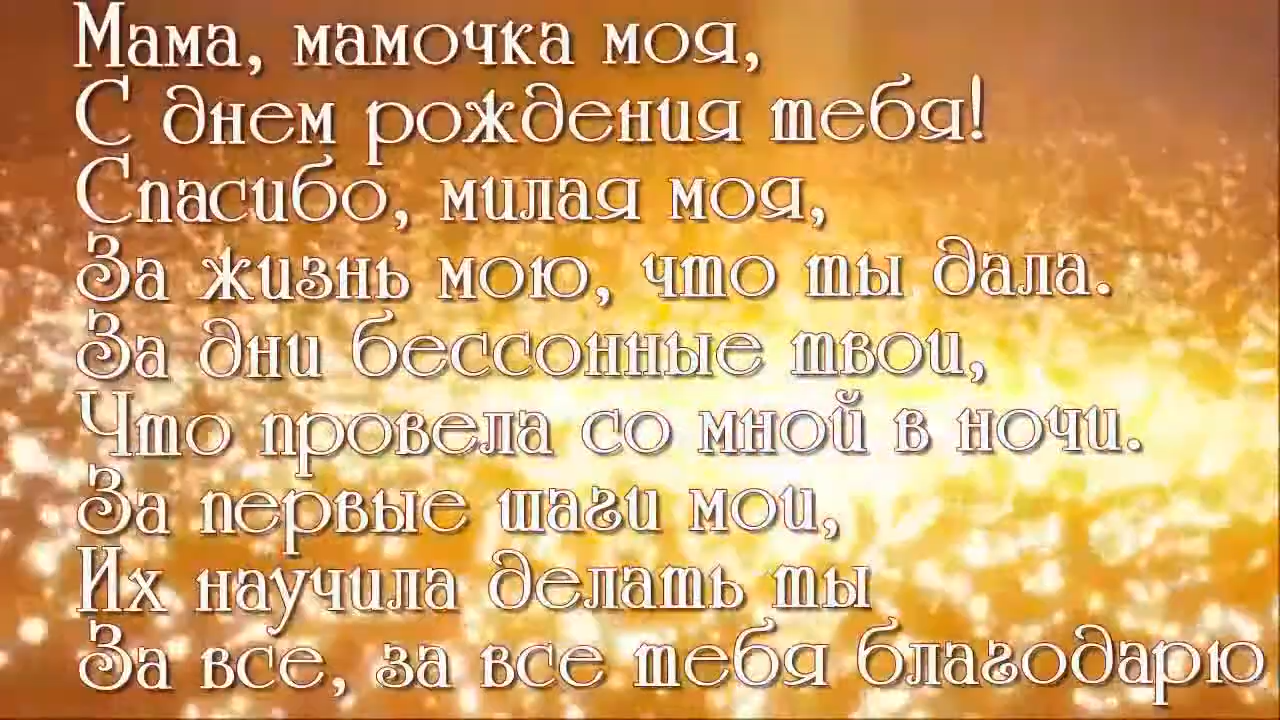 Мама, мамочка моя,
С днем рождения тебя!
Спасибо, милая моя,
За жизнь мою, что ты дала.
За дни бессонные твои,
Что провела со мной в ночи.
За первые шаги мои,
Их научила делать ты
За все, за все тебя благодарю